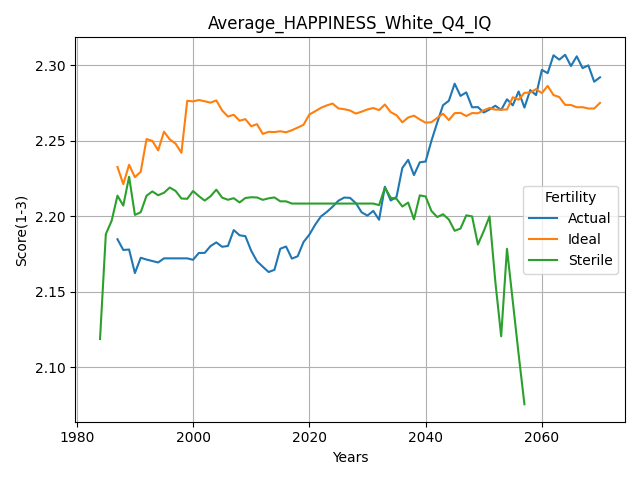 Average_HAPPINESS_White_Q4_IQ
Score(1-3)
2.30
2.25
2.20
2.15
2.10
Fertility
Actual
Ideal
Sterile
1980
2000
2020
2040
2060
Years